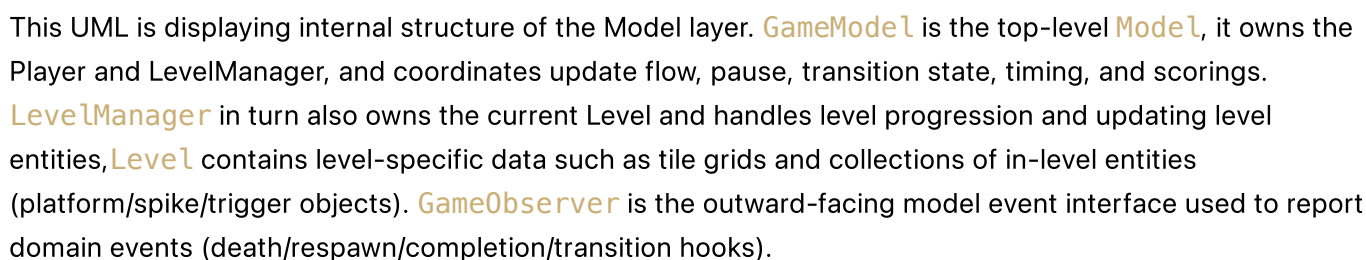 This UML is displaying internal structure of the Model layer. GameModel is the top-level Model, it owns the
Player and LevelManager, and coordinates update flow, pause, transition state, timing, and scorings.
LevelManager in turn also owns the current Level and handles level progression and updating level
entities,Level contains level-specific data such as tile grids and collections of in-level entities
(platform/spike/trigger objects). GameObserver is the outward-facing model event interface used to report
domain events (death/respawn/completion/transition hooks).